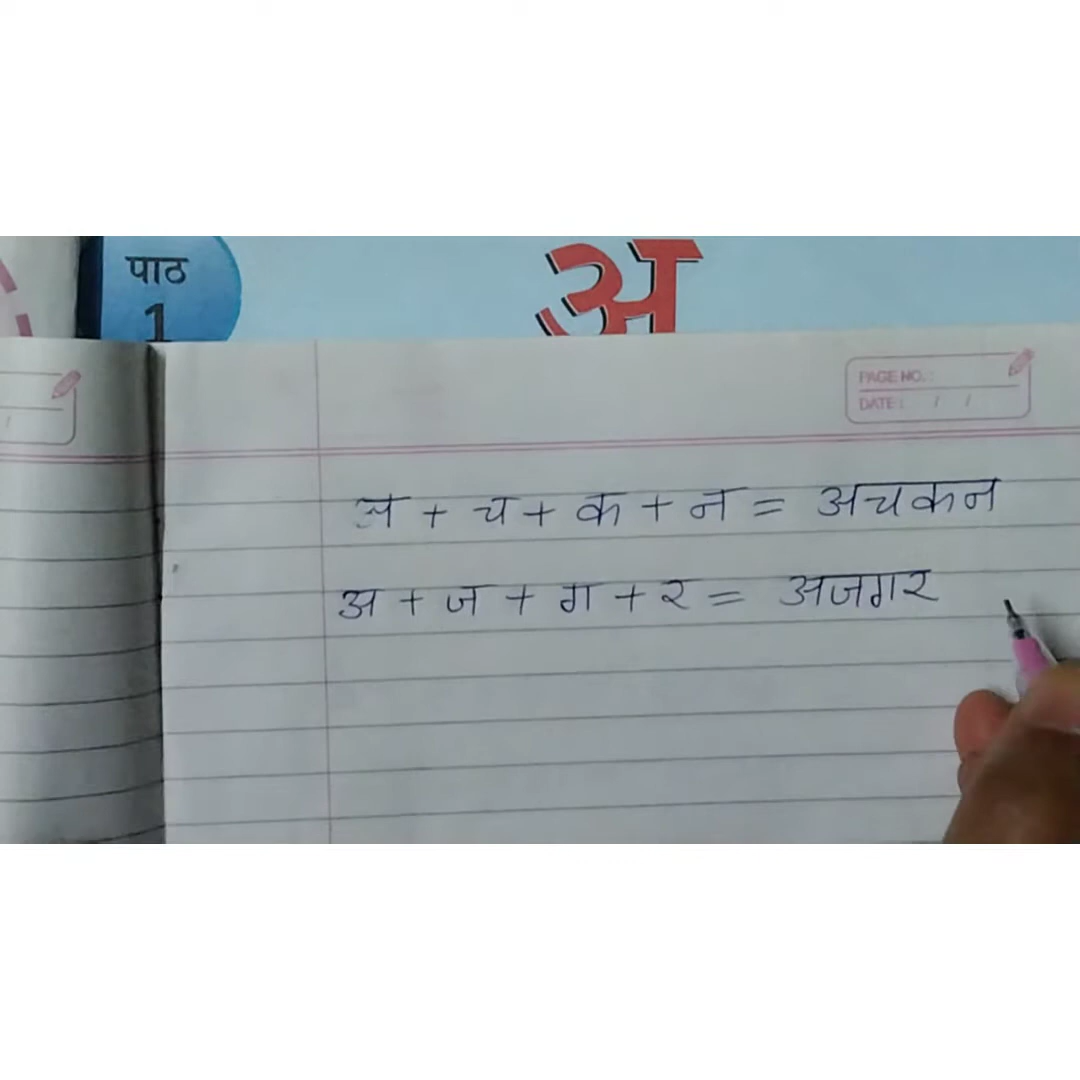 पाठ
1
अ
PAGE NO. :
DATE : / /
अ + च + क + न = अचकन
अ + ज + ग + र = अजगर